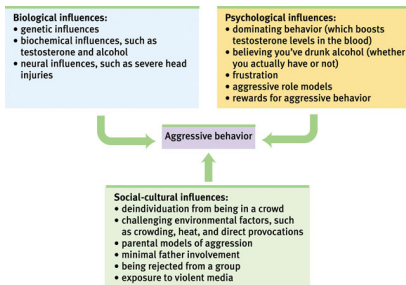 Biological influences:
• genetic influences
• biochemical influences, such as
testosterone and alcohol
• neural influences, such as severe head
injuries
Psychological influences:
• dominating behavior (which boosts
testosterone levels in the blood)
• believing you've drunk alcohol (whether
you actually have or not)
• frustration
• aggressive role models
• rewards for aggressive behavior
Aggressive behavior
Social-cultural influences:
• deindividuation from being in a crowd
• challenging environmental factors, such
as crowding, heat, and direct provocations
• parental models of aggression
• minimal father involvement
• being rejected from a group
• exposure to violent media